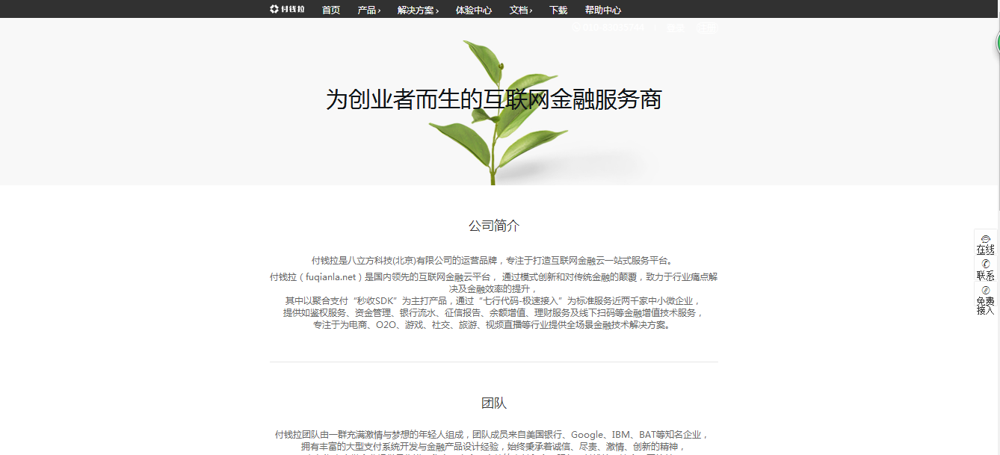 付钱拉 首页 产品› 解决方案› 体验中心 文档› 下载 帮助中心
为创业者而生的互联网金融服务商
公司简介
付钱拉是八立方科技(北京)有限公司的运营品牌，专注于打造互联网金融云一站式服务平台。
付钱拉（fuqianla.net）是国内领先的互联网金融云平台， 通过模式创新和对传统金融的颠覆，致力于行业痛点解
决及金融效率的提升，
其中以聚合支付“秒收SDK”为主打产品，通过“七行代码-极速接入”为标准服务近两千家中小微企业，
提供如鉴权服务、资金管理、银行流水、征信报告、余额增值、理财服务及线下扫码等金融增值技术服务，
专注于为电商、O2O、游戏、社交、旅游、视频直播等行业提供全场景金融技术解决方案。
在线
联系
免费
接入
团队
付钱拉团队由一群充满激情与梦想的年轻人组成，团队成员来自美国银行、Google、IBM、BAT等知名企业，
拥有丰富的大型支付系统开发与金融产品设计经验，始终秉承着诚信、尽责、激情、创新的精神，